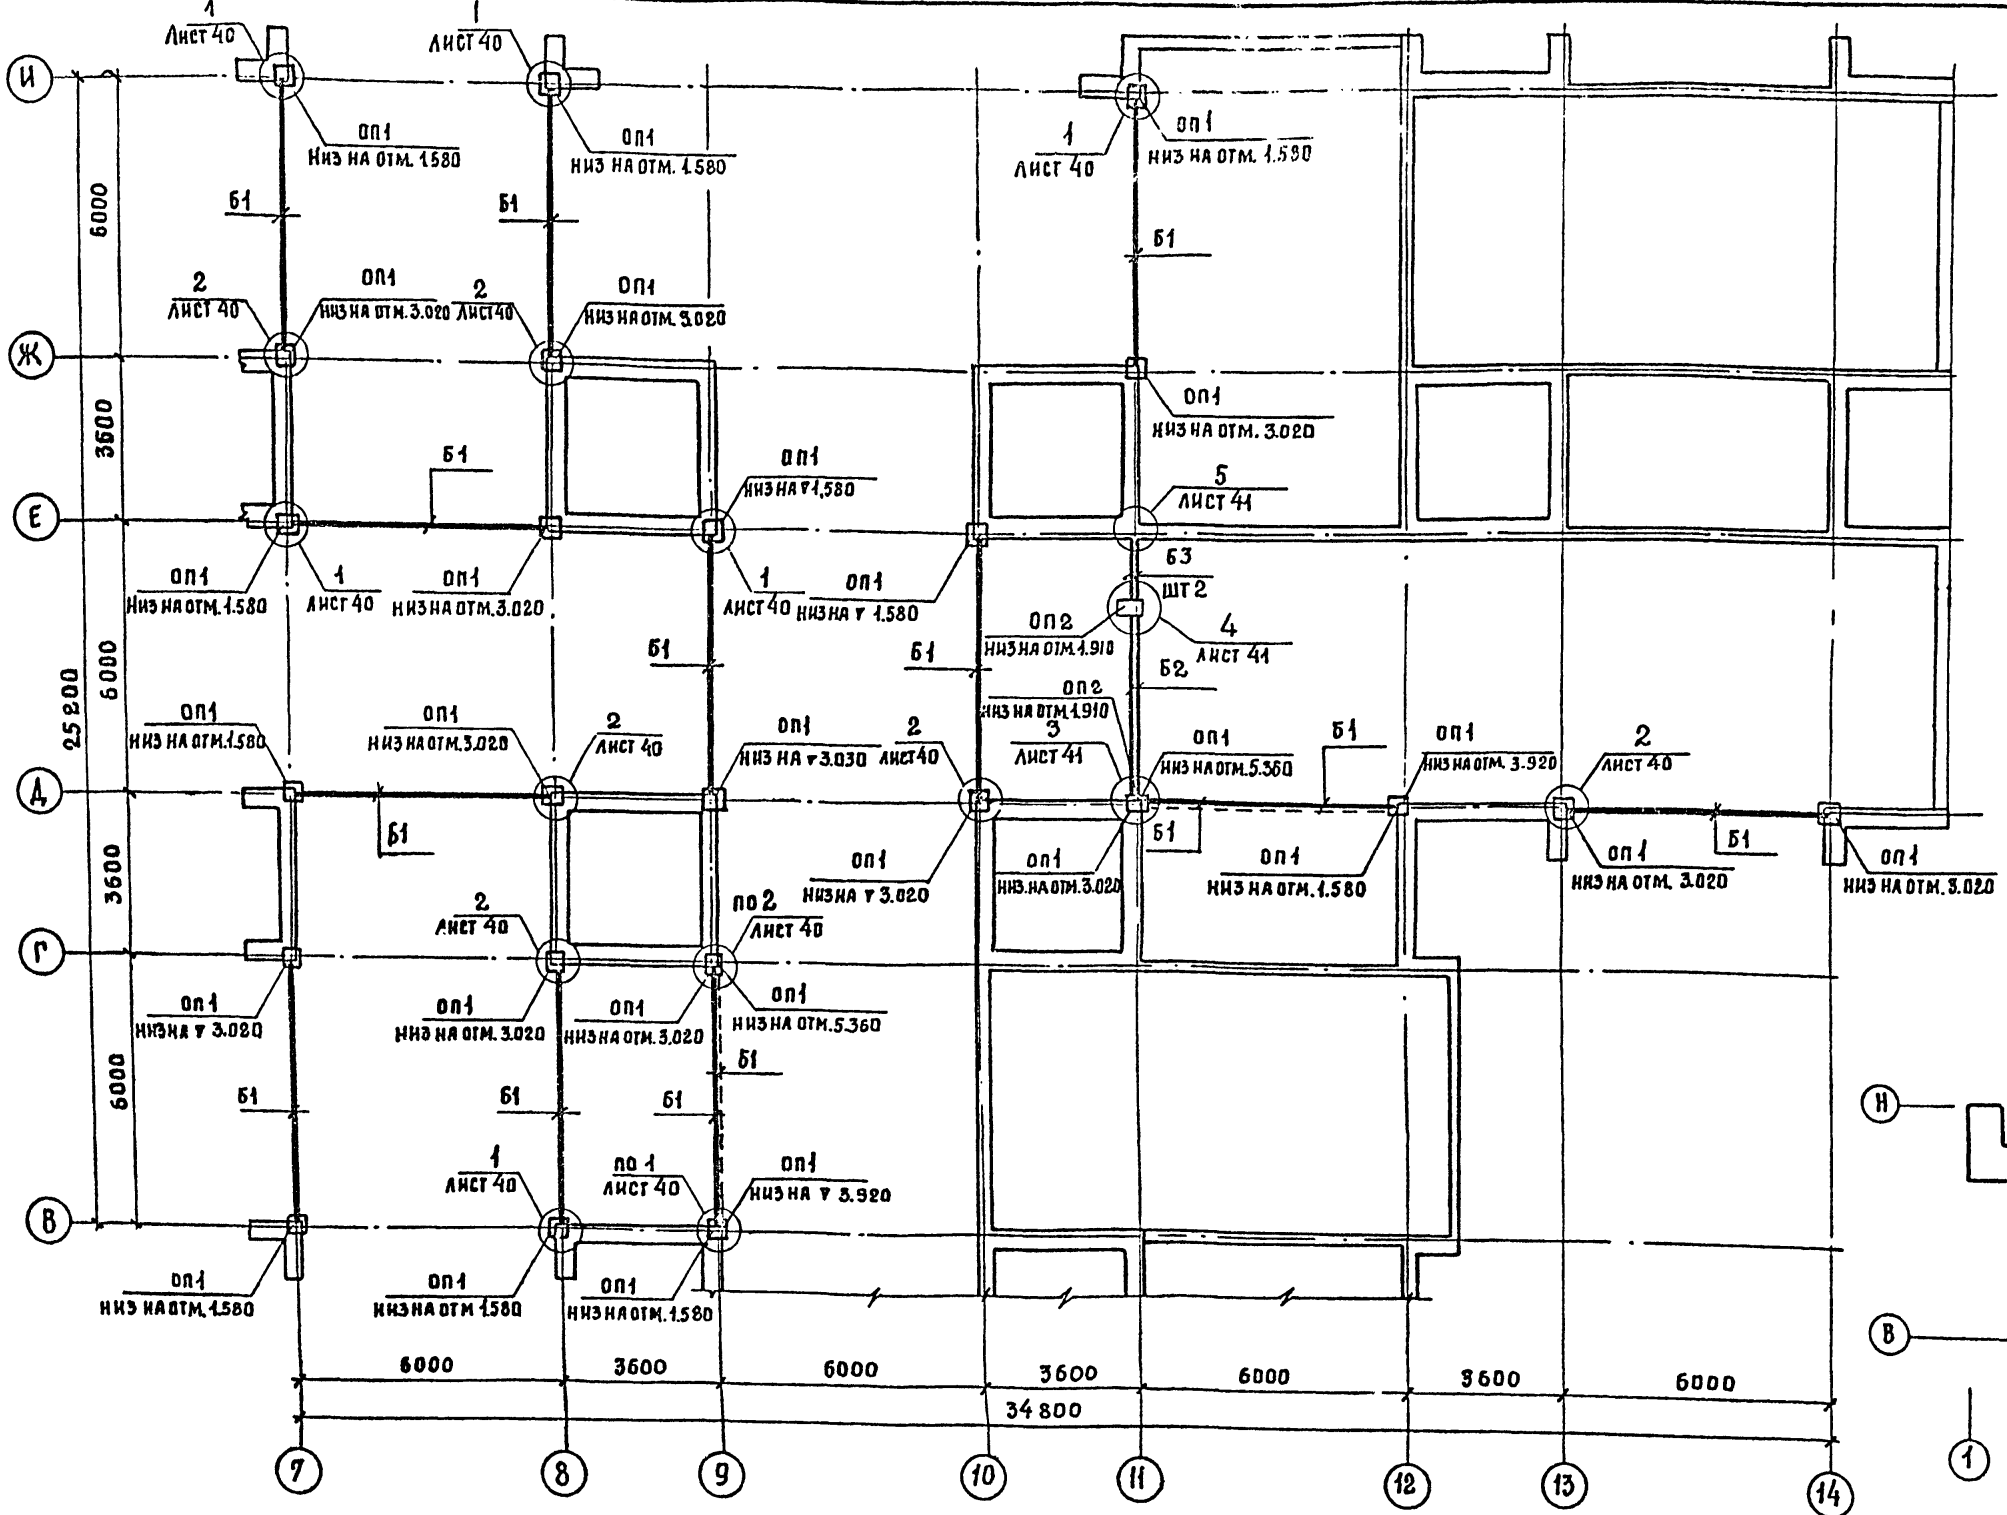 1
ЛИСТ 40
1
ЛИСТ 40
И
ОП1
НИЗ НА ОТМ. 1.580
ОП1
НИЗ НА ОТМ. 1.580
1
ЛИСТ 40
ОП1
НИЗ НА ОТМ. 1.580
6000
Б1
Б1
Б1
2
ЛИСТ 40
ОП1
НИЗ НА ОТМ. 3.020
2
ЛИСТ 40
ОП1
НИЗ НА ОТМ. 3.020
Ж
ОП1
НИЗ НА ОТМ. 3.020
3600
Б1
ОП1
НИЗ НА ▽1,580
5
ЛИСТ 41
Е
ОП1
НИЗ НА ОТМ. 1.580
1
ЛИСТ 40
ОП1
НИЗ НА ОТМ. 3.020
1
ЛИСТ 40
ОП1
НИЗ НА ▽ 1.580
Б3
ШТ 2
ОП2
НИЗ НА ОТМ. 1.910
4
ЛИСТ 41
25200
6000
Б1
Б1
Б2
ОП2
НИЗ НА ОТМ. 1.910
ОП1
НИЗ НА ОТМ. 1.580
ОП1
НИЗ НА ОТМ. 3.020
2
ЛИСТ 40
ОП1
НИЗ НА ▽3.030
2
ЛИСТ 40
3
ЛИСТ 41
ОП1
НИЗ НА ОТМ. 5.360
Б1
ОП1
НИЗ НА ОТМ. 3.920
2
ЛИСТ 40
Д
Б1
Б1
Б1
3600
ОП1
НИЗ НА ▽ 3.020
ОП1
НИЗ НА ОТМ. 3.020
ОП1
НИЗ НА ОТМ. 1.580
ОП1
НИЗ НА ОТМ. 3.020
ОП1
НИЗ НА ОТМ. 3.020
2
ЛИСТ 40
ПО 2
ЛИСТ 40
Г
ОП1
НИЗ НА ▽ 3.020
ОП1
НИЗ НА ОТМ. 3.020
ОП1
НИЗ НА ОТМ. 3.020
ОП1
НИЗ НА ОТМ. 5.360
6000
Б1
Б1
Б1
Б1
Н
1
ЛИСТ 40
ПО 1
ЛИСТ 40
ОП1
НИЗ НА ▽ 3.920
В
ОП1
НИЗ НА ОТМ. 1.580
ОП1
НИЗ НА ОТМ 1.580
ОП1
НИЗ НА ОТМ. 1.580
В
6000 3600 6000 3600 6000 3600 6000
34800
7 8 9 10 11 12 13 14 1